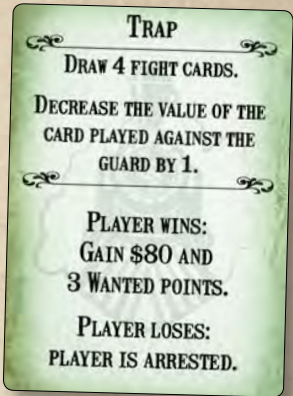 TRAP
DRAW 4 FIGHT CARDS.
DECREASE THE VALUE OF THE
CARD PLAYED AGAINST THE
GUARD BY 1.
PLAYER WINS:
GAIN $80 AND
3 WANTED POINTS.
PLAYER LOSES:
PLAYER IS ARRESTED.